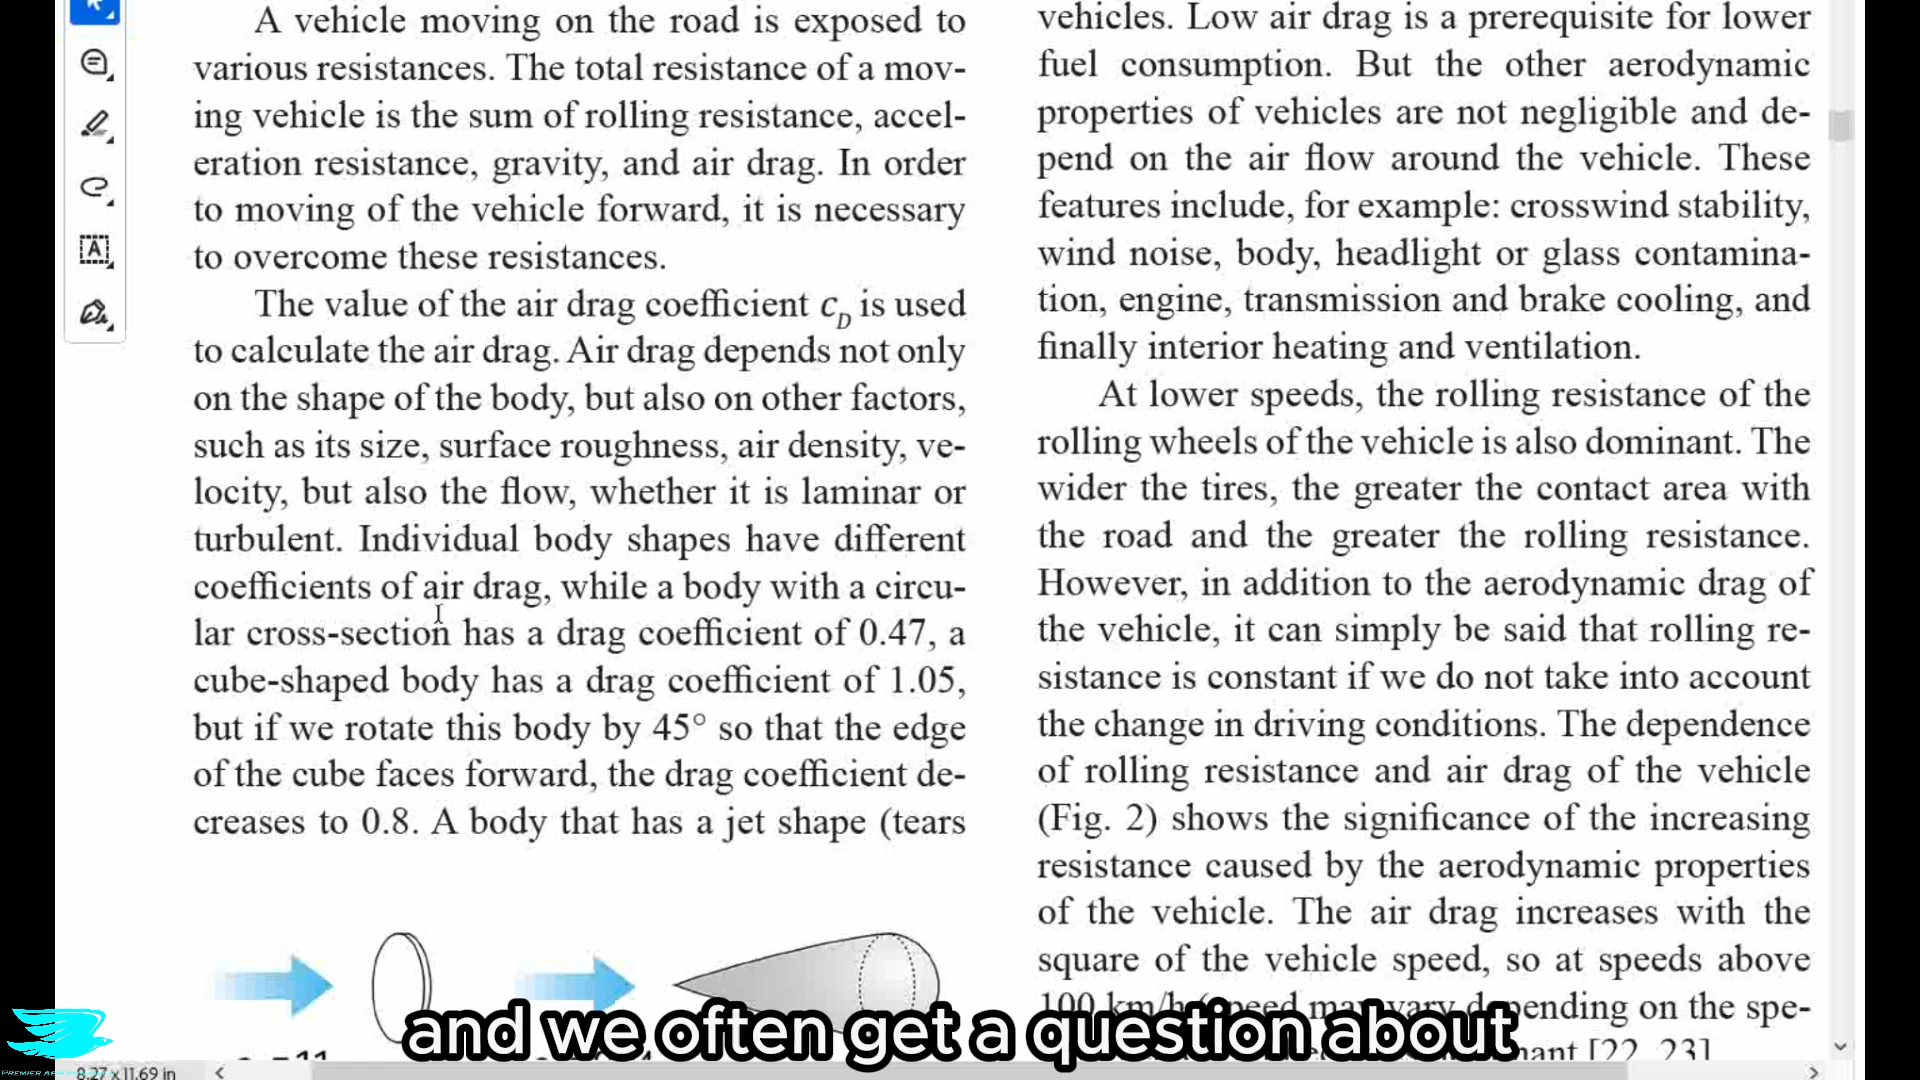 A vehicle moving on the road is exposed to
various resistances. The total resistance of a mov-
ing vehicle is the sum of rolling resistance, accel-
eration resistance, gravity, and air drag. In order
to moving of the vehicle forward, it is necessary
to overcome these resistances.
The value of the air drag coefficient c_D is used
to calculate the air drag. Air drag depends not only
on the shape of the body, but also on other factors,
such as its size, surface roughness, air density, ve-
locity, but also the flow, whether it is laminar or
turbulent. Individual body shapes have different
coefficients of air drag, while a body with a circu-
lar cross-section has a drag coefficient of 0.47, a
cube-shaped body has a drag coefficient of 1.05,
but if we rotate this body by 45° so that the edge
of the cube faces forward, the drag coefficient de-
creases to 0.8. A body that has a jet shape (tears
vehicles. Low air drag is a prerequisite for lower
fuel consumption. But the other aerodynamic
properties of vehicles are not negligible and de-
pend on the air flow around the vehicle. These
features include, for example: crosswind stability,
wind noise, body, headlight or glass contamina-
tion, engine, transmission and brake cooling, and
finally interior heating and ventilation.
At lower speeds, the rolling resistance of the
rolling wheels of the vehicle is also dominant. The
wider the tires, the greater the contact area with
the road and the greater the rolling resistance.
However, in addition to the aerodynamic drag of
the vehicle, it can simply be said that rolling re-
sistance is constant if we do not take into account
the change in driving conditions. The dependence
of rolling resistance and air drag of the vehicle
(Fig. 2) shows the significance of the increasing
resistance caused by the aerodynamic properties
of the vehicle. The air drag increases with the
square of the vehicle speed, so at speeds above
100 km/h (speed may vary depending on the spe-
[22, 23]
and we often get a question about
8.27 x 11.69 in
PREMIER